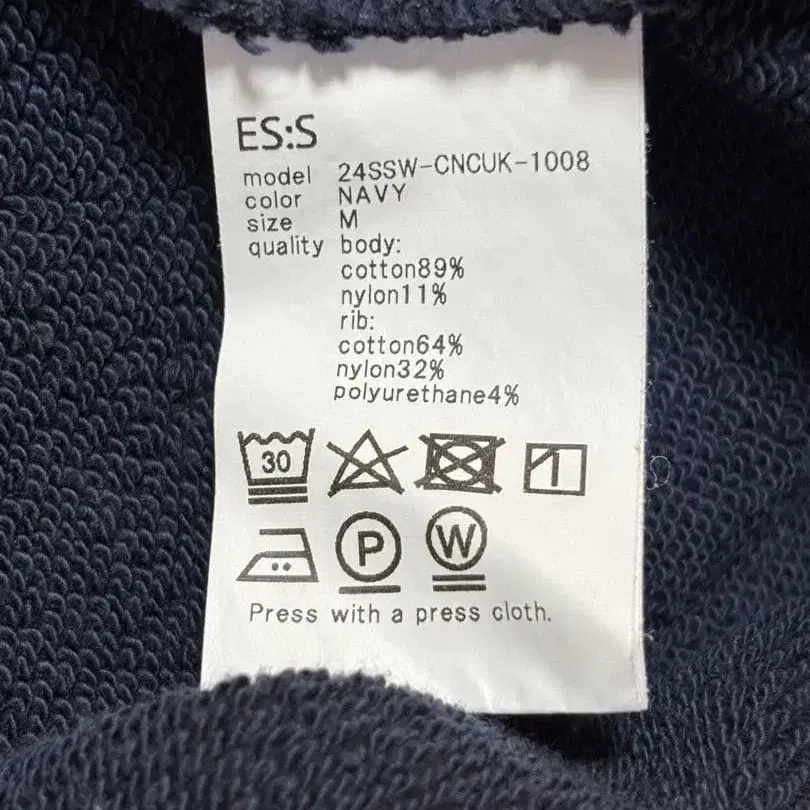 ES:S
model 24SSW-CNCUK-1008
color NAVY
size M
quality body:
cotton89%
nylon11%
rib:
cotton64%
nylon32%
polyurethane4%
30
P
W
Press with a press cloth.